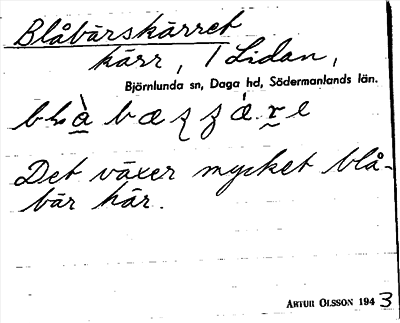 Blåbärskärret
kärr, / Lidan,
Björnlunda sn, Daga hd, Södermanlands län.
Det växer mycket blå-
bär här.
ARTUR OLSSON 1943